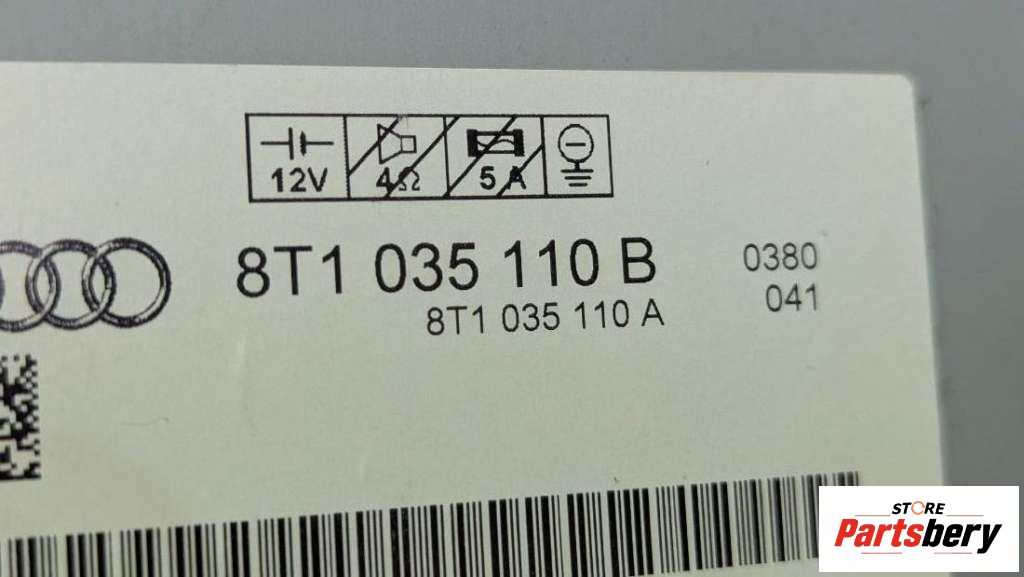 12V 4Ω 5 A
8T1 035 110 B 0380
8T1 035 110 A 041
STORE
Partsbery